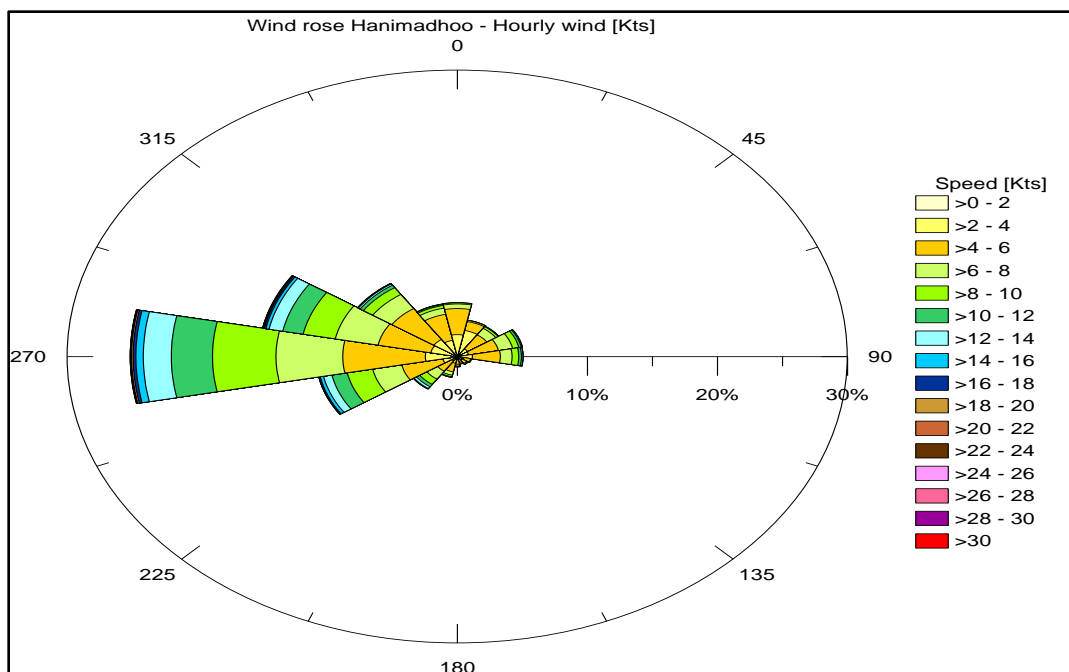 Wind rose Hanimadhoo - Hourly wind [Kts]
0
315
45
270
90
0%
10%
20%
30%
225
135
180
Speed [Kts]
>0 - 2
>2 - 4
>4 - 6
>6 - 8
>8 - 10
>10 - 12
>12 - 14
>14 - 16
>16 - 18
>18 - 20
>20 - 22
>22 - 24
>24 - 26
>26 - 28
>28 - 30
>30